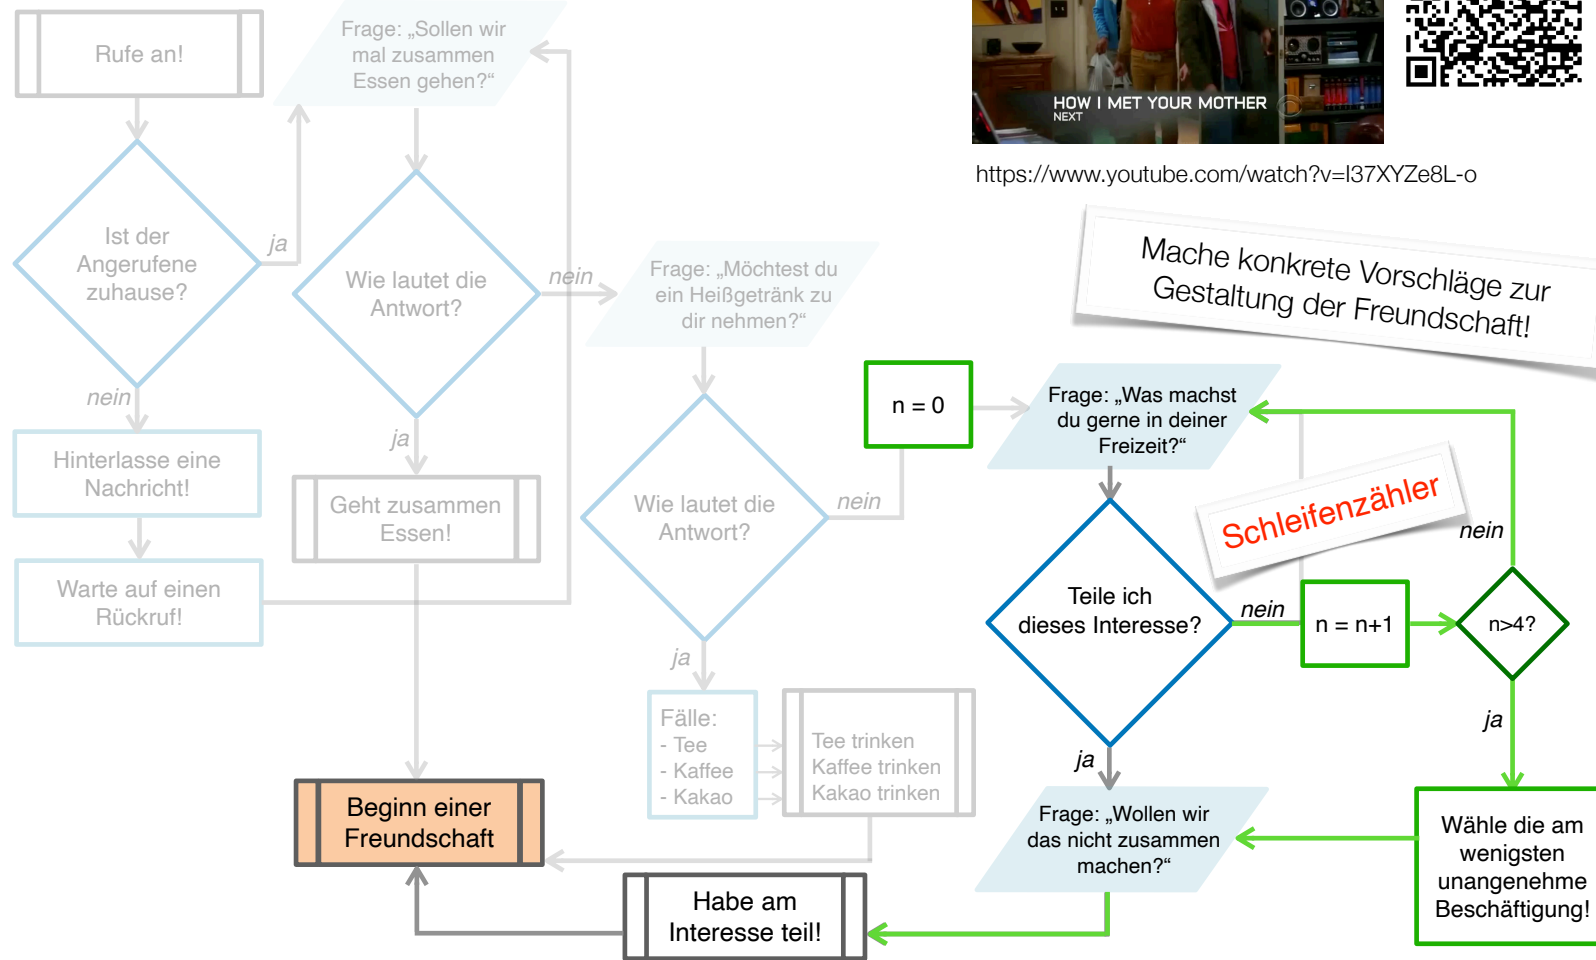 Rufe an!
Frage: „Sollen wir
mal zusammen
Essen gehen?“
HOW I MET YOUR MOTHER
NEXT
https://www.youtube.com/watch?v=I37XYZe8L-o
Mache konkrete Vorschläge zur
Gestaltung der Freundschaft!
Ist der
Angerufene
zuhause?
ja
nein
Hinterlasse eine
Nachricht!
Warte auf einen
Rückruf!
Wie lautet die
Antwort?
nein
ja
Geht zusammen
Essen!
Frage: „Möchtest du
ein Heißgetränk zu
dir nehmen?“
Wie lautet die
Antwort?
nein
ja
Fälle:
- Tee
- Kaffee
- Kakao
Tee trinken
Kaffee trinken
Kakao trinken
n = 0
Frage: „Was machst
du gerne in deiner
Freizeit?“
Schleifenzähler
Teile ich
dieses Interesse?
nein
n = n+1
n>4?
nein
ja
ja
Wähle die am
wenigsten
unangenehme
Beschäftigung!
Frage: „Wollen wir
das nicht zusammen
machen?“
Habe am
Interesse teil!
Beginn einer
Freundschaft